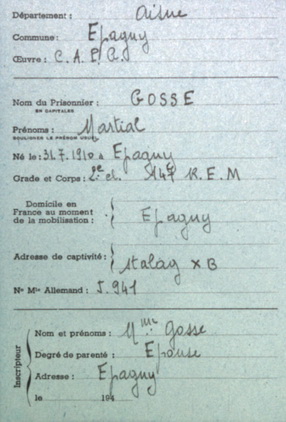 Département : Aisne
Commune : Epagny
Œuvre : C. A. P. G.
Nom du Prisonnier : GOSSE
EN CAPITALES
Prénoms : Martial
SOULIGNER LE PRÉNOM USUEL
Né le : 31.7.1910 à Epagny
Grade et Corps : 2e cl. 147 R. E. M
Domicile en
France au moment
de la mobilisation : Epagny
Adresse de captivité : stalag X B
No Mle Allemand : 5.941
Inscripteur
Nom et prénoms : Mme Gosse
Degré de parenté : Epouse
Adresse : Epagny
le 194